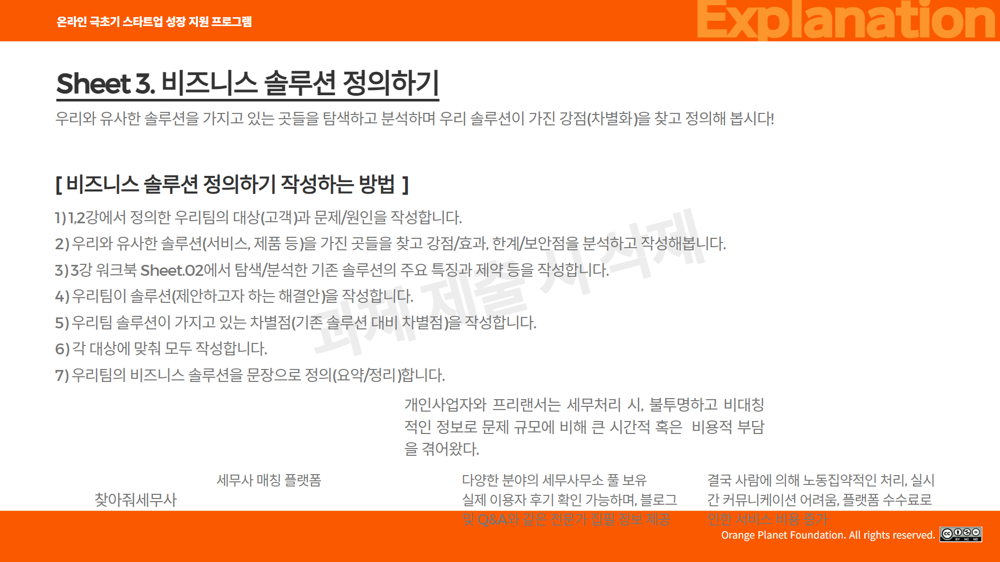 온라인 극초기 스타트업 성장 지원 프로그램
Explanation
Sheet 3. 비즈니스 솔루션 정의하기
우리와 유사한 솔루션을 가지고 있는 곳들을 탐색하고 분석하며 우리 솔루션이 가진 강점(차별화)을 찾고 정의해 봅시다!
[ 비즈니스 솔루션 정의하기 작성하는 방법 ]
1) 1,2강에서 정의한 우리팀의 대상(고객)과 문제/원인을 작성합니다.
2) 우리와 유사한 솔루션(서비스, 제품 등)을 가진 곳들을 찾고 강점/효과, 한계/보안점을 분석하고 작성해봅니다.
3) 3강 워크북 Sheet.02에서 탐색/분석한 기존 솔루션의 주요 특징과 제약 등을 작성합니다.
4) 우리팀이 솔루션(제안하고자 하는 해결안)을 작성합니다.
5) 우리팀 솔루션이 가지고 있는 차별점(기존 솔루션 대비 차별점)을 작성합니다.
6) 각 대상에 맞춰 모두 작성합니다.
7) 우리팀의 비즈니스 솔루션을 문장으로 정의(요약/정리)합니다.
과제 제출 시 삭제
개인사업자와 프리랜서는 세무처리 시, 불투명하고 비대칭
적인 정보로 문제 규모에 비해 큰 시간적 혹은 비용적 부담
을 겪어왔다.
찾아줘세무사
세무사 매칭 플랫폼
다양한 분야의 세무사무소 풀 보유
실제 이용자 후기 확인 가능하며, 블로그
및 Q&A와 같은 전문가 집필 정보 제공
결국 사람에 의해 노동집약적인 처리, 실시
간 커뮤니케이션 어려움, 플랫폼 수수료로
인한 서비스 비용 증가
Orange Planet Foundation. All rights reserved.
cc BY NC ND